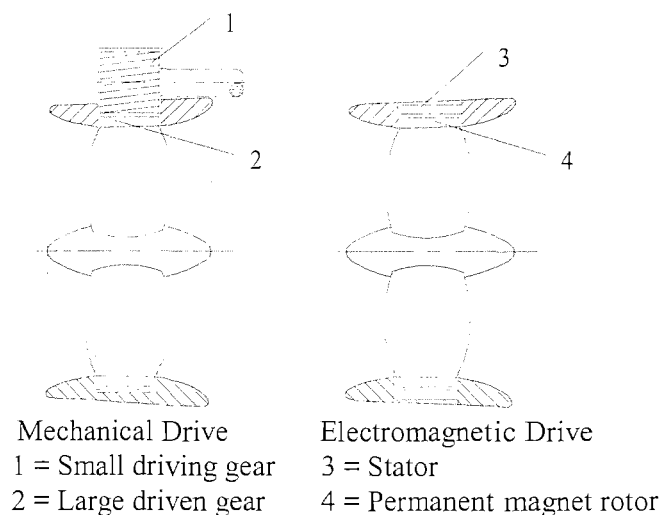 1
3
2
4
Mechanical Drive
1 = Small driving gear
2 = Large driven gear
Electromagnetic Drive
3 = Stator
4 = Permanent magnet rotor